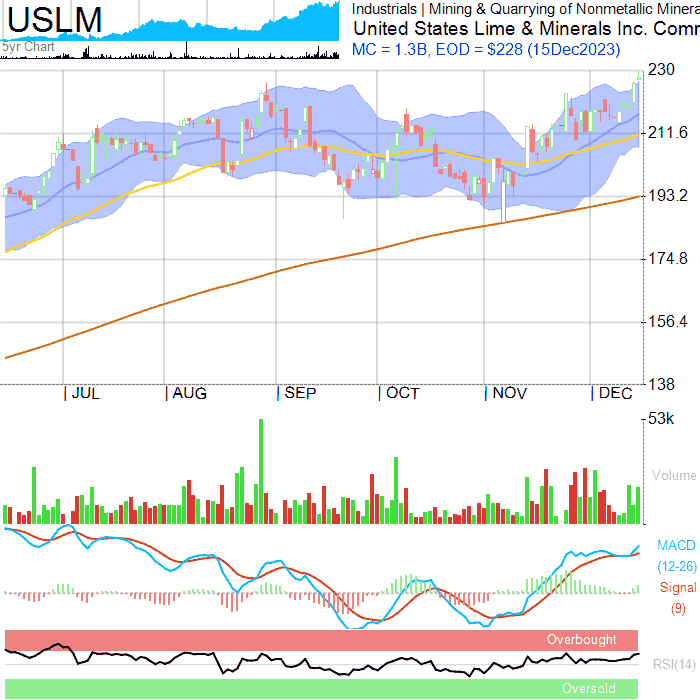 USLM
5yr Chart
Industrials | Mining & Quarrying of Nonmetallic Minera
United States Lime & Minerals Inc. Comr
MC = 1.3B, EOD = $228 (15Dec2023)
230
211.6
193.2
174.8
156.4
138
JUL AUG SEP OCT NOV DEC
53k
Volume
MACD
(12-26)
Signal
(9)
Overbought
RSI(14)
Oversold